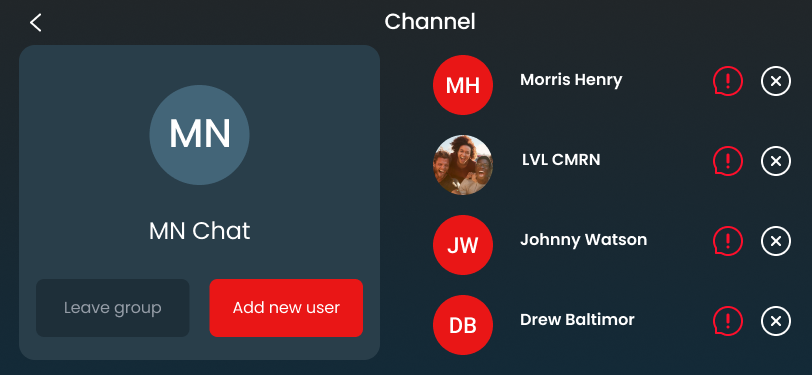 Channel
MN
MN Chat
Leave group
Add new user
MH
Morris Henry
LVL CMRN
JW
Johnny Watson
DB
Drew Baltimor